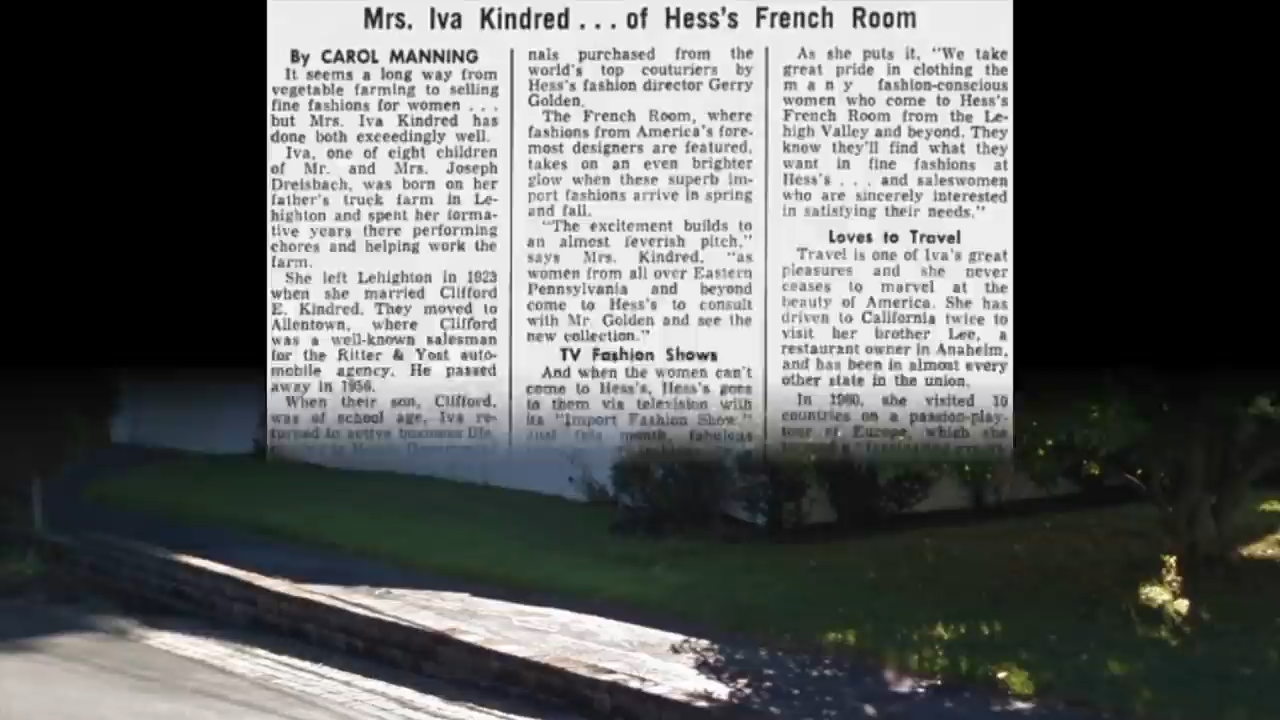 Mrs. Iva Kindred . . . of Hess's French Room
By CAROL MANNING
It seems a long way from
vegetable farming to selling
fine fashions for women . . .
but Mrs. Iva Kindred has
done both exceedingly well.
Iva, one of eight children
of Mr. and Mrs. Joseph
Dreisbach, was born on her
father's truck farm in Le-
highton and spent her forma-
tive years there performing
chores and helping work the
farm.
She left Lehighton in 1923
when she married Clifford
E. Kindred. They moved to
Allentown, where Clifford
was a well-known salesman
for the Ritter & Yost auto-
mobile agency. He passed
away in 1956.
When their son, Clifford,
was of school age, Iva re-
turned to active business life
nals purchased from the
world's top couturiers by
Hess's fashion director Gerry
Golden.
The French Room, where
fashions from America's fore-
most designers are featured,
takes on an even brighter
glow when these superb im-
port fashions arrive in spring
and fall.
"The excitement builds to
an almost feverish pitch,"
says Mrs. Kindred, "as
women from all over Eastern
Pennsylvania and beyond
come to Hess's to consult
with Mr. Golden and see the
new collection."
TV Fashion Shows
And when the women can't
come to Hess's, Hess's goes
to them via television with
its "Import Fashion Show."
Just this month, fabulous
As she puts it, "We take
great pride in clothing the
many fashion-conscious
women who come to Hess's
French Room from the Le-
high Valley and beyond. They
know they'll find what they
want in fine fashions at
Hess's . . . and saleswomen
who are sincerely interested
in satisfying their needs."
Loves to Travel
Travel is one of Iva's great
pleasures and she never
ceases to marvel at the
beauty of America. She has
driven to California twice to
visit her brother Lee, a
restaurant owner in Anaheim,
and has been in almost every
other state in the union.
In 1960, she visited 10
countries on a passion-play-
tour of Europe, which she